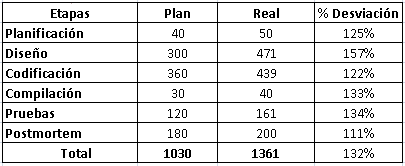 Etapas Plan Real % Desviación
Planificación 40 50 125%
Diseño 300 471 157%
Codificación 360 439 122%
Compilación 30 40 133%
Pruebas 120 161 134%
Postmortem 180 200 111%
Total 1030 1361 132%